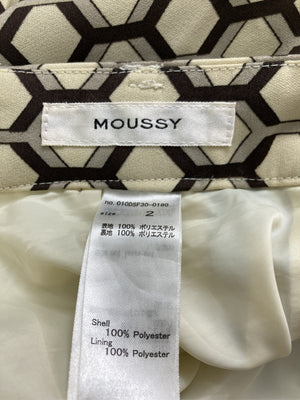 MOUSSY
no. 010DSF30-0180
size 2
表地 100% ポリエステル
裏地 100% ポリエステル
Shell
100% Polyester
Lining
100% Polyester